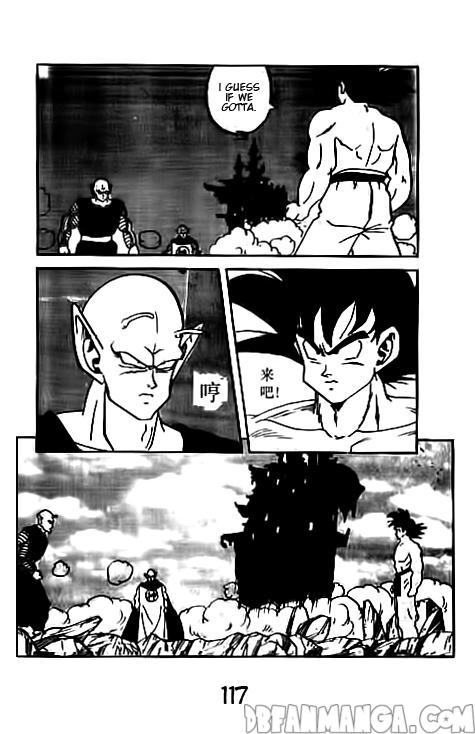 I GUESS
IF WE
GOTTA.
哼
来
吧!
117
DBFANMANGA.COM